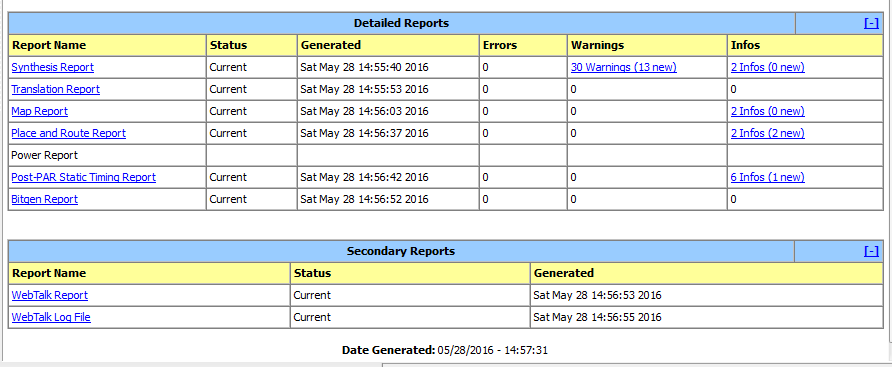 Detailed Reports [-]
Report Name Status Generated Errors Warnings Infos
Synthesis Report Current Sat May 28 14:55:40 2016 0 30 Warnings (13 new) 2 Infos (0 new)
Translation Report Current Sat May 28 14:55:53 2016 0 0 0
Map Report Current Sat May 28 14:56:03 2016 0 0 2 Infos (0 new)
Place and Route Report Current Sat May 28 14:56:37 2016 0 0 2 Infos (2 new)
Power Report
Post-PAR Static Timing Report Current Sat May 28 14:56:42 2016 0 0 6 Infos (1 new)
Bitgen Report Current Sat May 28 14:56:52 2016 0 0 0
Secondary Reports [-]
Report Name Status Generated
WebTalk Report Current Sat May 28 14:56:53 2016
WebTalk Log File Current Sat May 28 14:56:55 2016
Date Generated: 05/28/2016 - 14:57:31